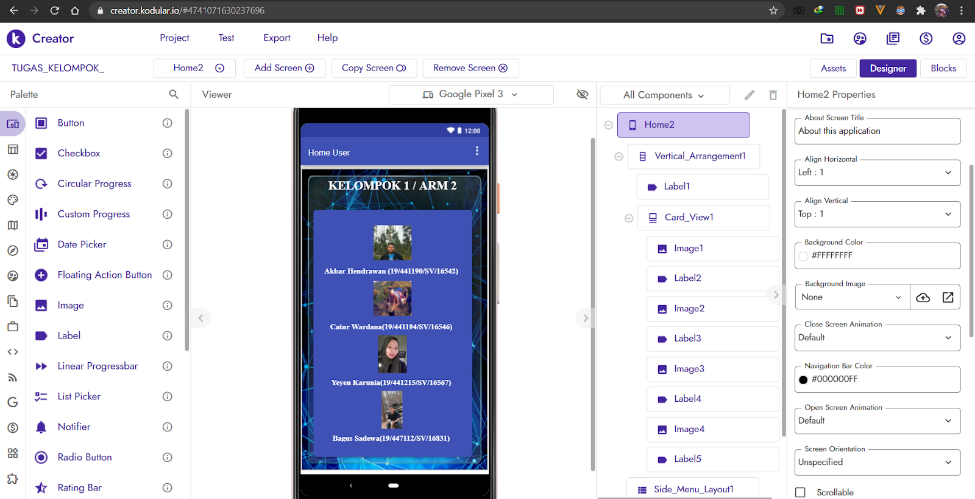 creator.kodular.io/#4741071630237696
Creator
Project
Test
Export
Help
TUGAS_KELOMPOK_
Home2
Add Screen
Copy Screen
Remove Screen
Assets
Designer
Blocks
Palette
Button
Checkbox
Circular Progress
Custom Progress
Date Picker
Floating Action Button
Image
Label
Linear Progressbar
List Picker
Notifier
Radio Button
Rating Bar
Viewer
Google Pixel 3
12:00
Home User
KELOMPOK 1 / ARM 2
Akbar Hendrawan (19/441190/SV/16542)
Catur Wardana(19/441194/SV/16546)
Yeyen Karunia(19/441215/SV/16567)
Bagus Sadewa(19/447112/SV/16831)
All Components
Home2
Vertical_Arrangement1
Label1
Card_View1
Image1
Label2
Image2
Label3
Image3
Label4
Image4
Label5
Side_Menu_Layout1
Home2 Properties
About Screen Title
About this application
Align Horizontal
Left : 1
Align Vertical
Top : 1
Background Color
#FFFFFFFF
Background Image
None
Close Screen Animation
Default
Navigation Bar Color
#000000FF
Open Screen Animation
Default
Screen Orientation
Unspecified
Scrollable